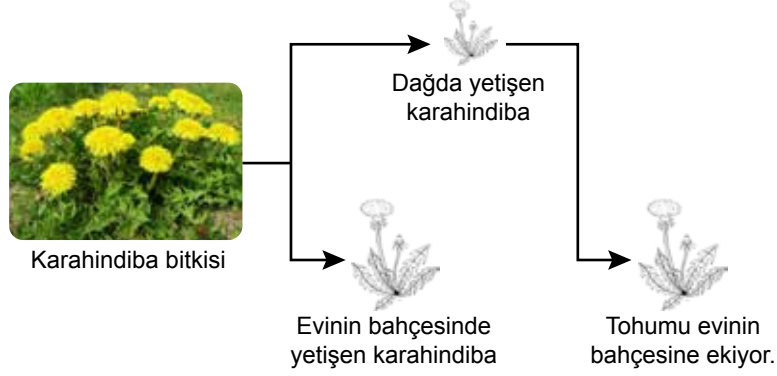 Dağda yetişen
karahindiba
Karahindiba bitkisi
Evinin bahçesinde
yetişen karahindiba
Tohumu evinin
bahçesine ekiyor.